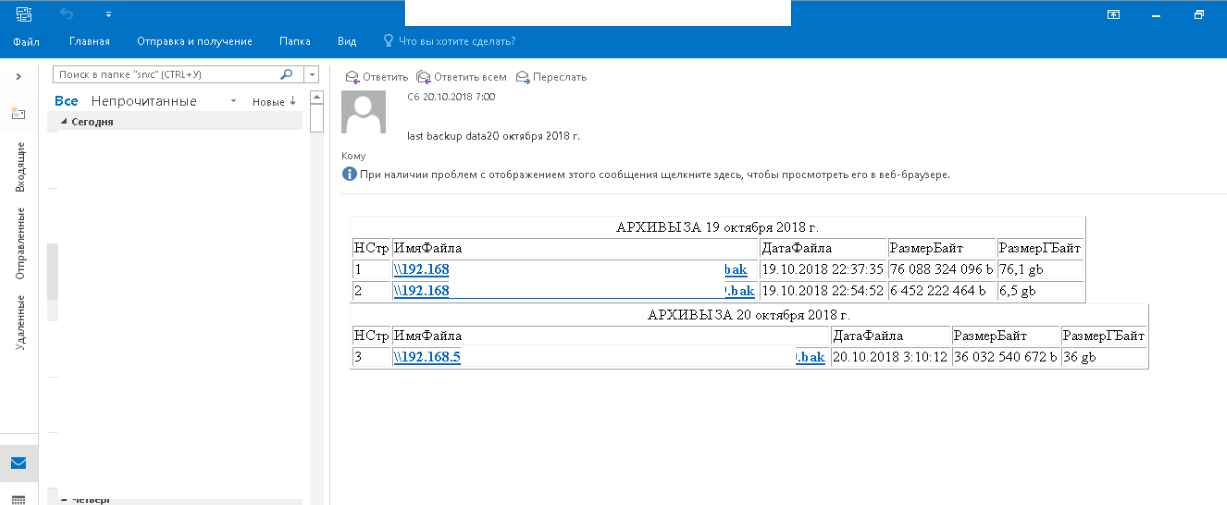 Файл Главная Отправка и получение Папка Вид Что вы хотите сделать?
Поиск в папке "srvc" (CTRL+У)
Все Непрочитанные Новые ↓
Сегодня
Входящие
Отправленные
Удаленные
Четверг
Ответить Ответить всем Переслать
Сб 20.10.2018 7:00
last backup data20 октября 2018 г.
Кому
При наличии проблем с отображением этого сообщения щелкните здесь, чтобы просмотреть его в веб-браузере.
АРХИВЫ ЗА 19 октября 2018 г.
НСтр ИмяФайла ДатаФайла РазмерБайт РазмерГБайт
1 \\192.168 bak 19.10.2018 22:37:35 76 088 324 096 b 76,1 gb
2 \\192.168 .bak 19.10.2018 22:54:52 6 452 222 464 b 6,5 gb
АРХИВЫ ЗА 20 октября 2018 г.
НСтр ИмяФайла ДатаФайла РазмерБайт РазмерГБайт
3 \\192.168.5 .bak 20.10.2018 3:10:12 36 032 540 672 b 36 gb